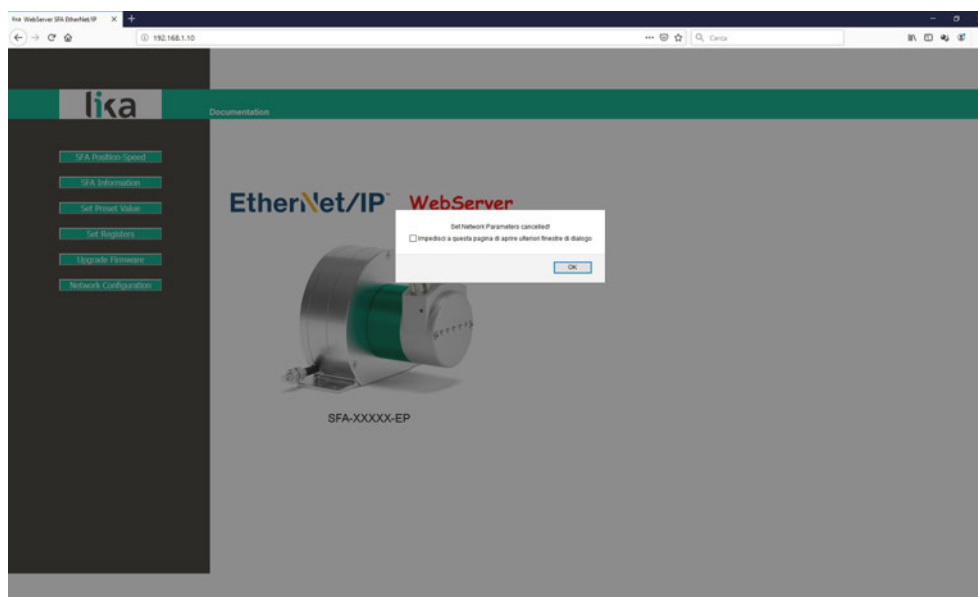 lika WebServer SFA EtherNet/IP
192.168.1.10
Cerca
lika
Documentation
SFA Position-Speed
SFA Information
Set Preset Value
Set Registers
Upgrade Firmware
Network Configuration
EtherNet/IP™ WebServer
Set Network Parameters cancelled!
Impedisci a questa pagina di aprire ulteriori finestre di dialogo
OK
SFA-XXXXX-EP